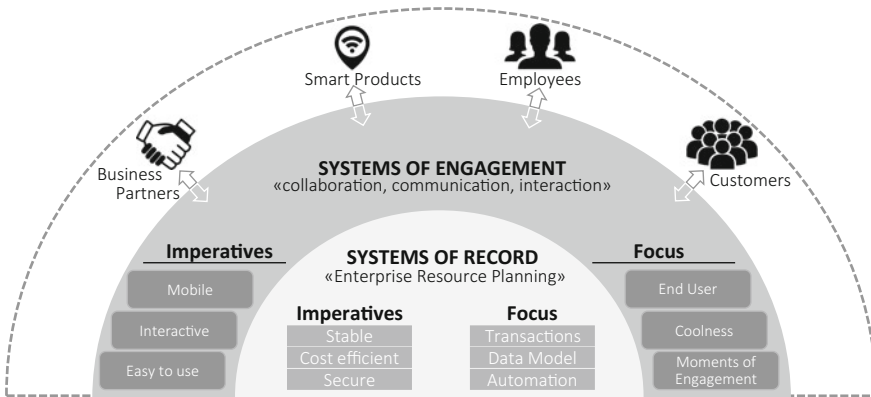 Smart Products
Employees
Business
Partners
Customers
SYSTEMS OF ENGAGEMENT
«collaboration, communication, interaction»
Imperatives
Mobile
Interactive
Easy to use
SYSTEMS OF RECORD
«Enterprise Resource Planning»
Imperatives
Stable
Cost efficient
Secure
Focus
Transactions
Data Model
Automation
Focus
End User
Coolness
Moments of
Engagement